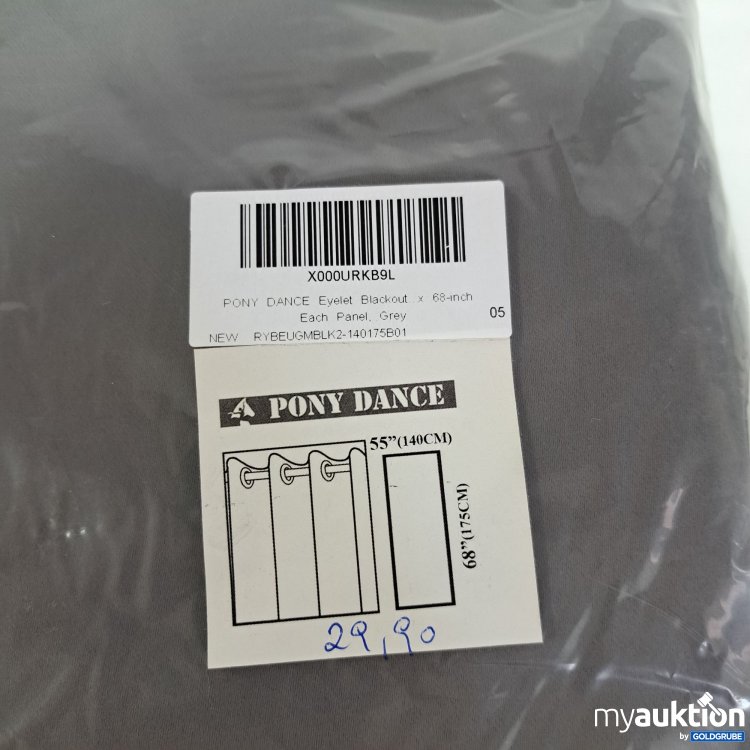 X000URKB9L
PONY DANCE Eyelet Blackout...x 68-inch
Each Panel, Grey
05
NEW RYBEUGMBLK2-140175B01
PONY DANCE
55"(140CM)
68"(175CM)
29,90
myauktion
by GOLDGRUBE